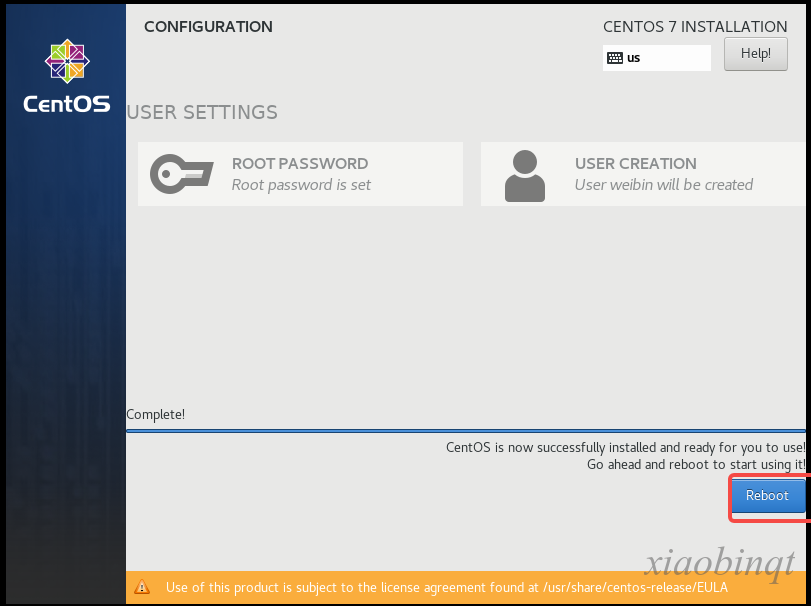 CONFIGURATION
CENTOS 7 INSTALLATION
us
Help!
CentOS
USER SETTINGS
ROOT PASSWORD
Root password is set
USER CREATION
User weibin will be created
Complete!
CentOS is now successfully installed and ready for you to use!
Go ahead and reboot to start using it!
Reboot
xiaobinqt
Use of this product is subject to the license agreement found at /usr/share/centos-release/EULA